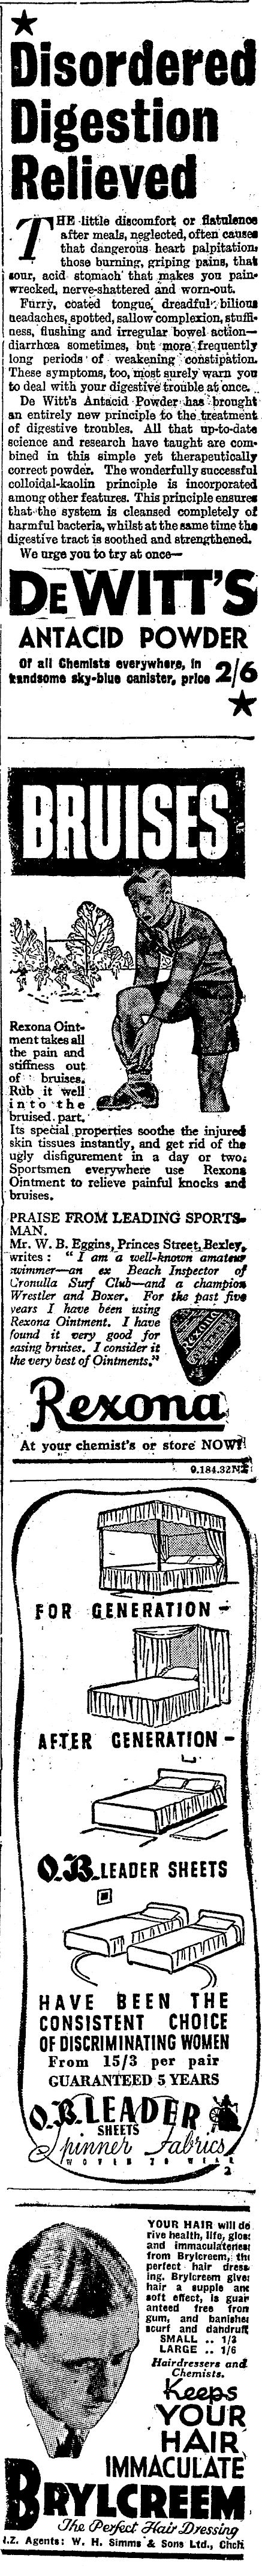 Disordered
Digestion
Relieved
THE little discomfort or flatulence
after meals, neglected, often causes
that dangerous heart palpitation,
those burning, griping pains, that
sour, acid stomach that makes you pain-
wrecked, nerve-shattered and worn-out.
Furry, coated tongue, dreadful bilious
headaches, spotted, sallow complexion, stuffi-
ness, flushing and irregular bowel action—
diarrhœa sometimes, but more frequently
long periods of weakening constipation.
These symptoms, too, most surely warn you
to deal with your digestive trouble at once.
De Witt's Antacid Powder has brought
an entirely new principle to the treatment
of digestive troubles. All that up-to-date
science and research have taught are com-
bined in this simple yet therapeutically
correct powder. The wonderfully successful
colloidal-kaolin principle is incorporated
among other features. This principle ensures
that the system is cleansed completely of
harmful bacteria, whilst at the same time the
digestive tract is soothed and strengthened.
We urge you to try at once—
DEWITT'S
ANTACID POWDER
Of all Chemists everywhere, in
handsome sky-blue canister, price 2/6
BRUISES
Rexona Oint-
ment takes all
the pain and
stiffness out
of bruises.
Rub it well
into the
bruised part.
Its special properties soothe the injured
skin tissues instantly, and get rid of the
ugly disfigurement in a day or two.
Sportsmen everywhere use Rexona
Ointment to relieve painful knocks and
bruises.
PRAISE FROM LEADING SPORTS-
MAN.
Mr. W. B. Eggins, Princes Street, Bexley,
writes: "I am a well-known amateur
swimmer—an ex Beach Inspector of
Cronulla Surf Club—and a champion
Wrestler and Boxer. For the past five
years I have been using
Rexona Ointment. I have
found it very good for
easing bruises. I consider it
the very best of Ointments."
Rexona
Rexona
At your chemist's or store NOW!
0.184.32NZ
FOR GENERATION -
AFTER GENERATION -
O.B. LEADER SHEETS
HAVE BEEN THE
CONSISTENT CHOICE
OF DISCRIMINATING WOMEN
From 15/3 per pair
GUARANTEED 5 YEARS
O.B. LEADER
SHEETS
Spinner Fabrics
WOVEN TO WEAR
2
YOUR HAIR will de
rive health, life, gloss
and immaculateness
from Brylcreem, the
perfect hair dress
ing. Brylcreem gives
hair a supple and
soft effect, is guar
anteed free from
gum, and banishes
scurf and dandruff
SMALL .. 1/3
LARGE .. 1/6
Hairdressers and
Chemists.
Keeps
YOUR
HAIR
IMMACULATE
BRYLCREEM
The Perfect Hair Dressing
N.Z. Agents: W. H. Simms & Sons Ltd., Chch